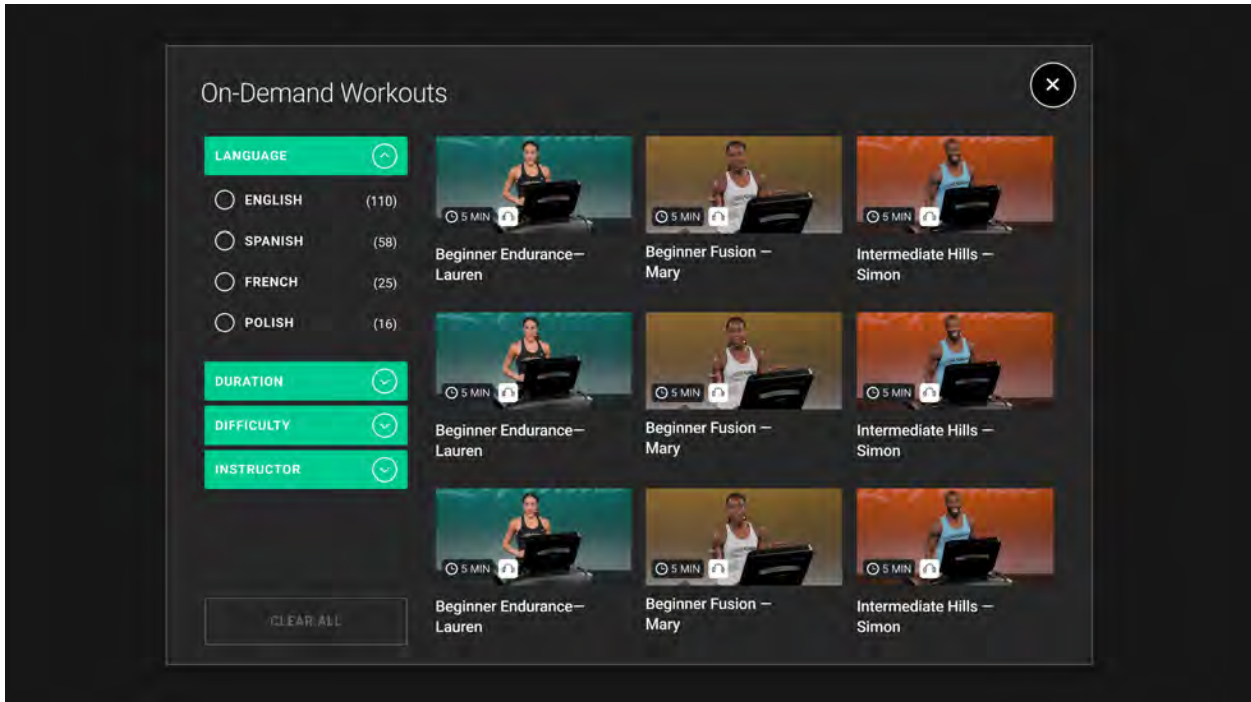 On-Demand Workouts
LANGUAGE
ENGLISH (110)
SPANISH (58)
FRENCH (25)
POLISH (16)
DURATION
DIFFICULTY
INSTRUCTOR
CLEAR ALL
5 MIN
Beginner Endurance—
Lauren
5 MIN
Beginner Fusion —
Mary
5 MIN
Intermediate Hills —
Simon
5 MIN
Beginner Endurance—
Lauren
5 MIN
Beginner Fusion —
Mary
5 MIN
Intermediate Hills —
Simon
5 MIN
Beginner Endurance—
Lauren
5 MIN
Beginner Fusion —
Mary
5 MIN
Intermediate Hills —
Simon